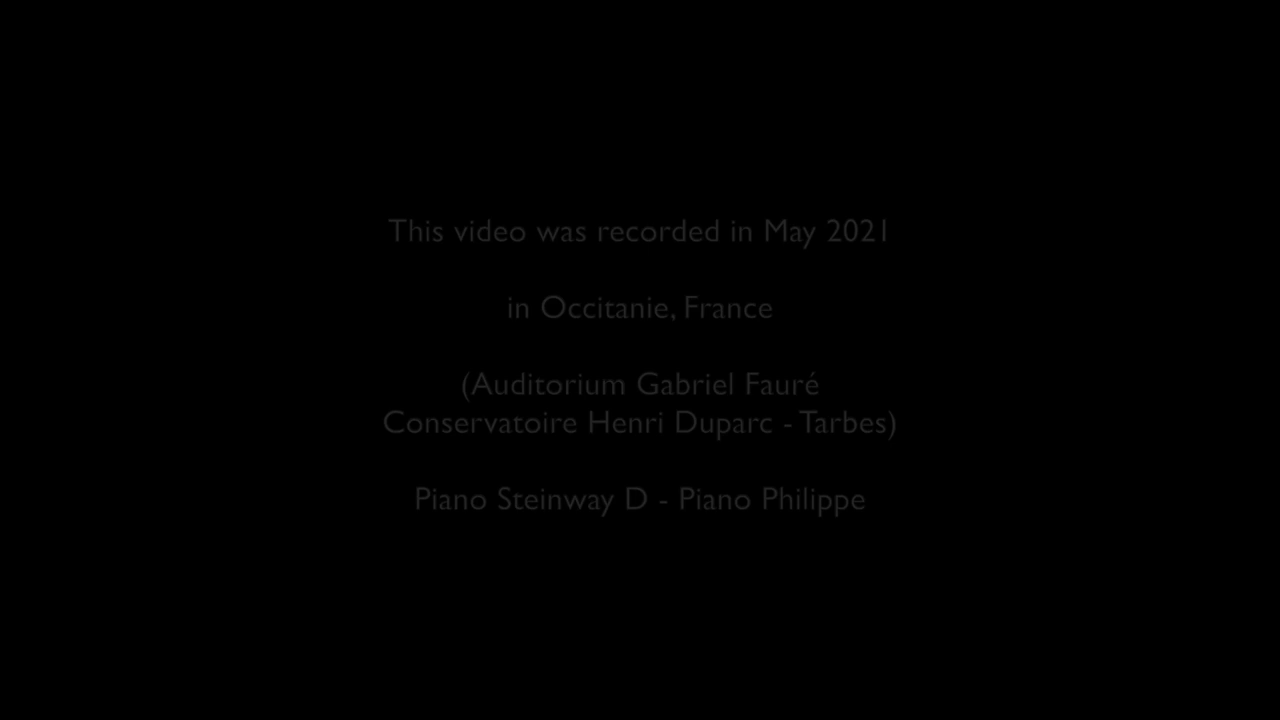 This video was recorded in May 2021
in Occitanie, France
(Auditorium Gabriel Fauré
Conservatoire Henri Duparc - Tarbes)
Piano Steinway D - Piano Philippe